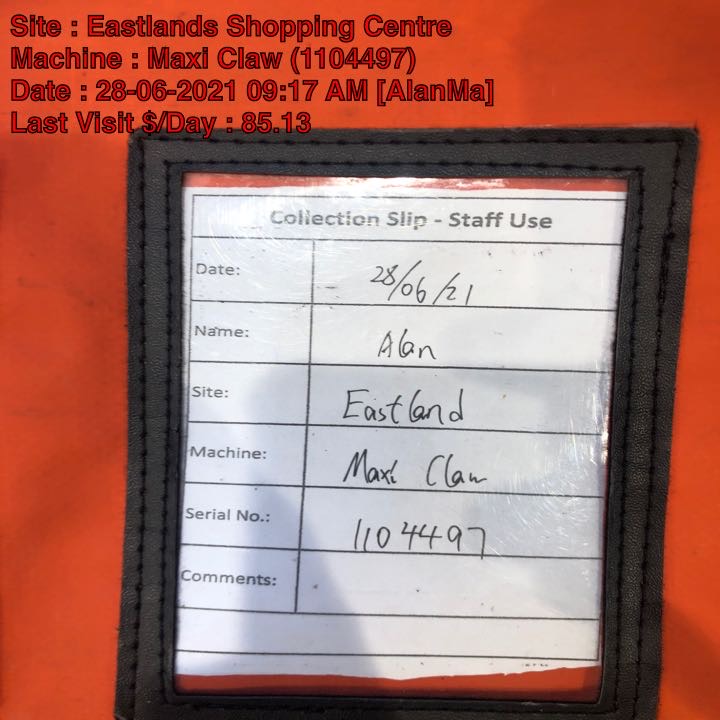 Site : Eastlands Shopping Centre
Machine : Maxi Claw (1104497)
Date : 28-06-2021 09:17 AM [AlanMa]
Last Visit $/Day : 85.13
Collection Slip - Staff Use
Date: 28/06/21
Name: Alan
Site: Eastland
Machine: Maxi Claw
Serial No.: 1104497
Comments: